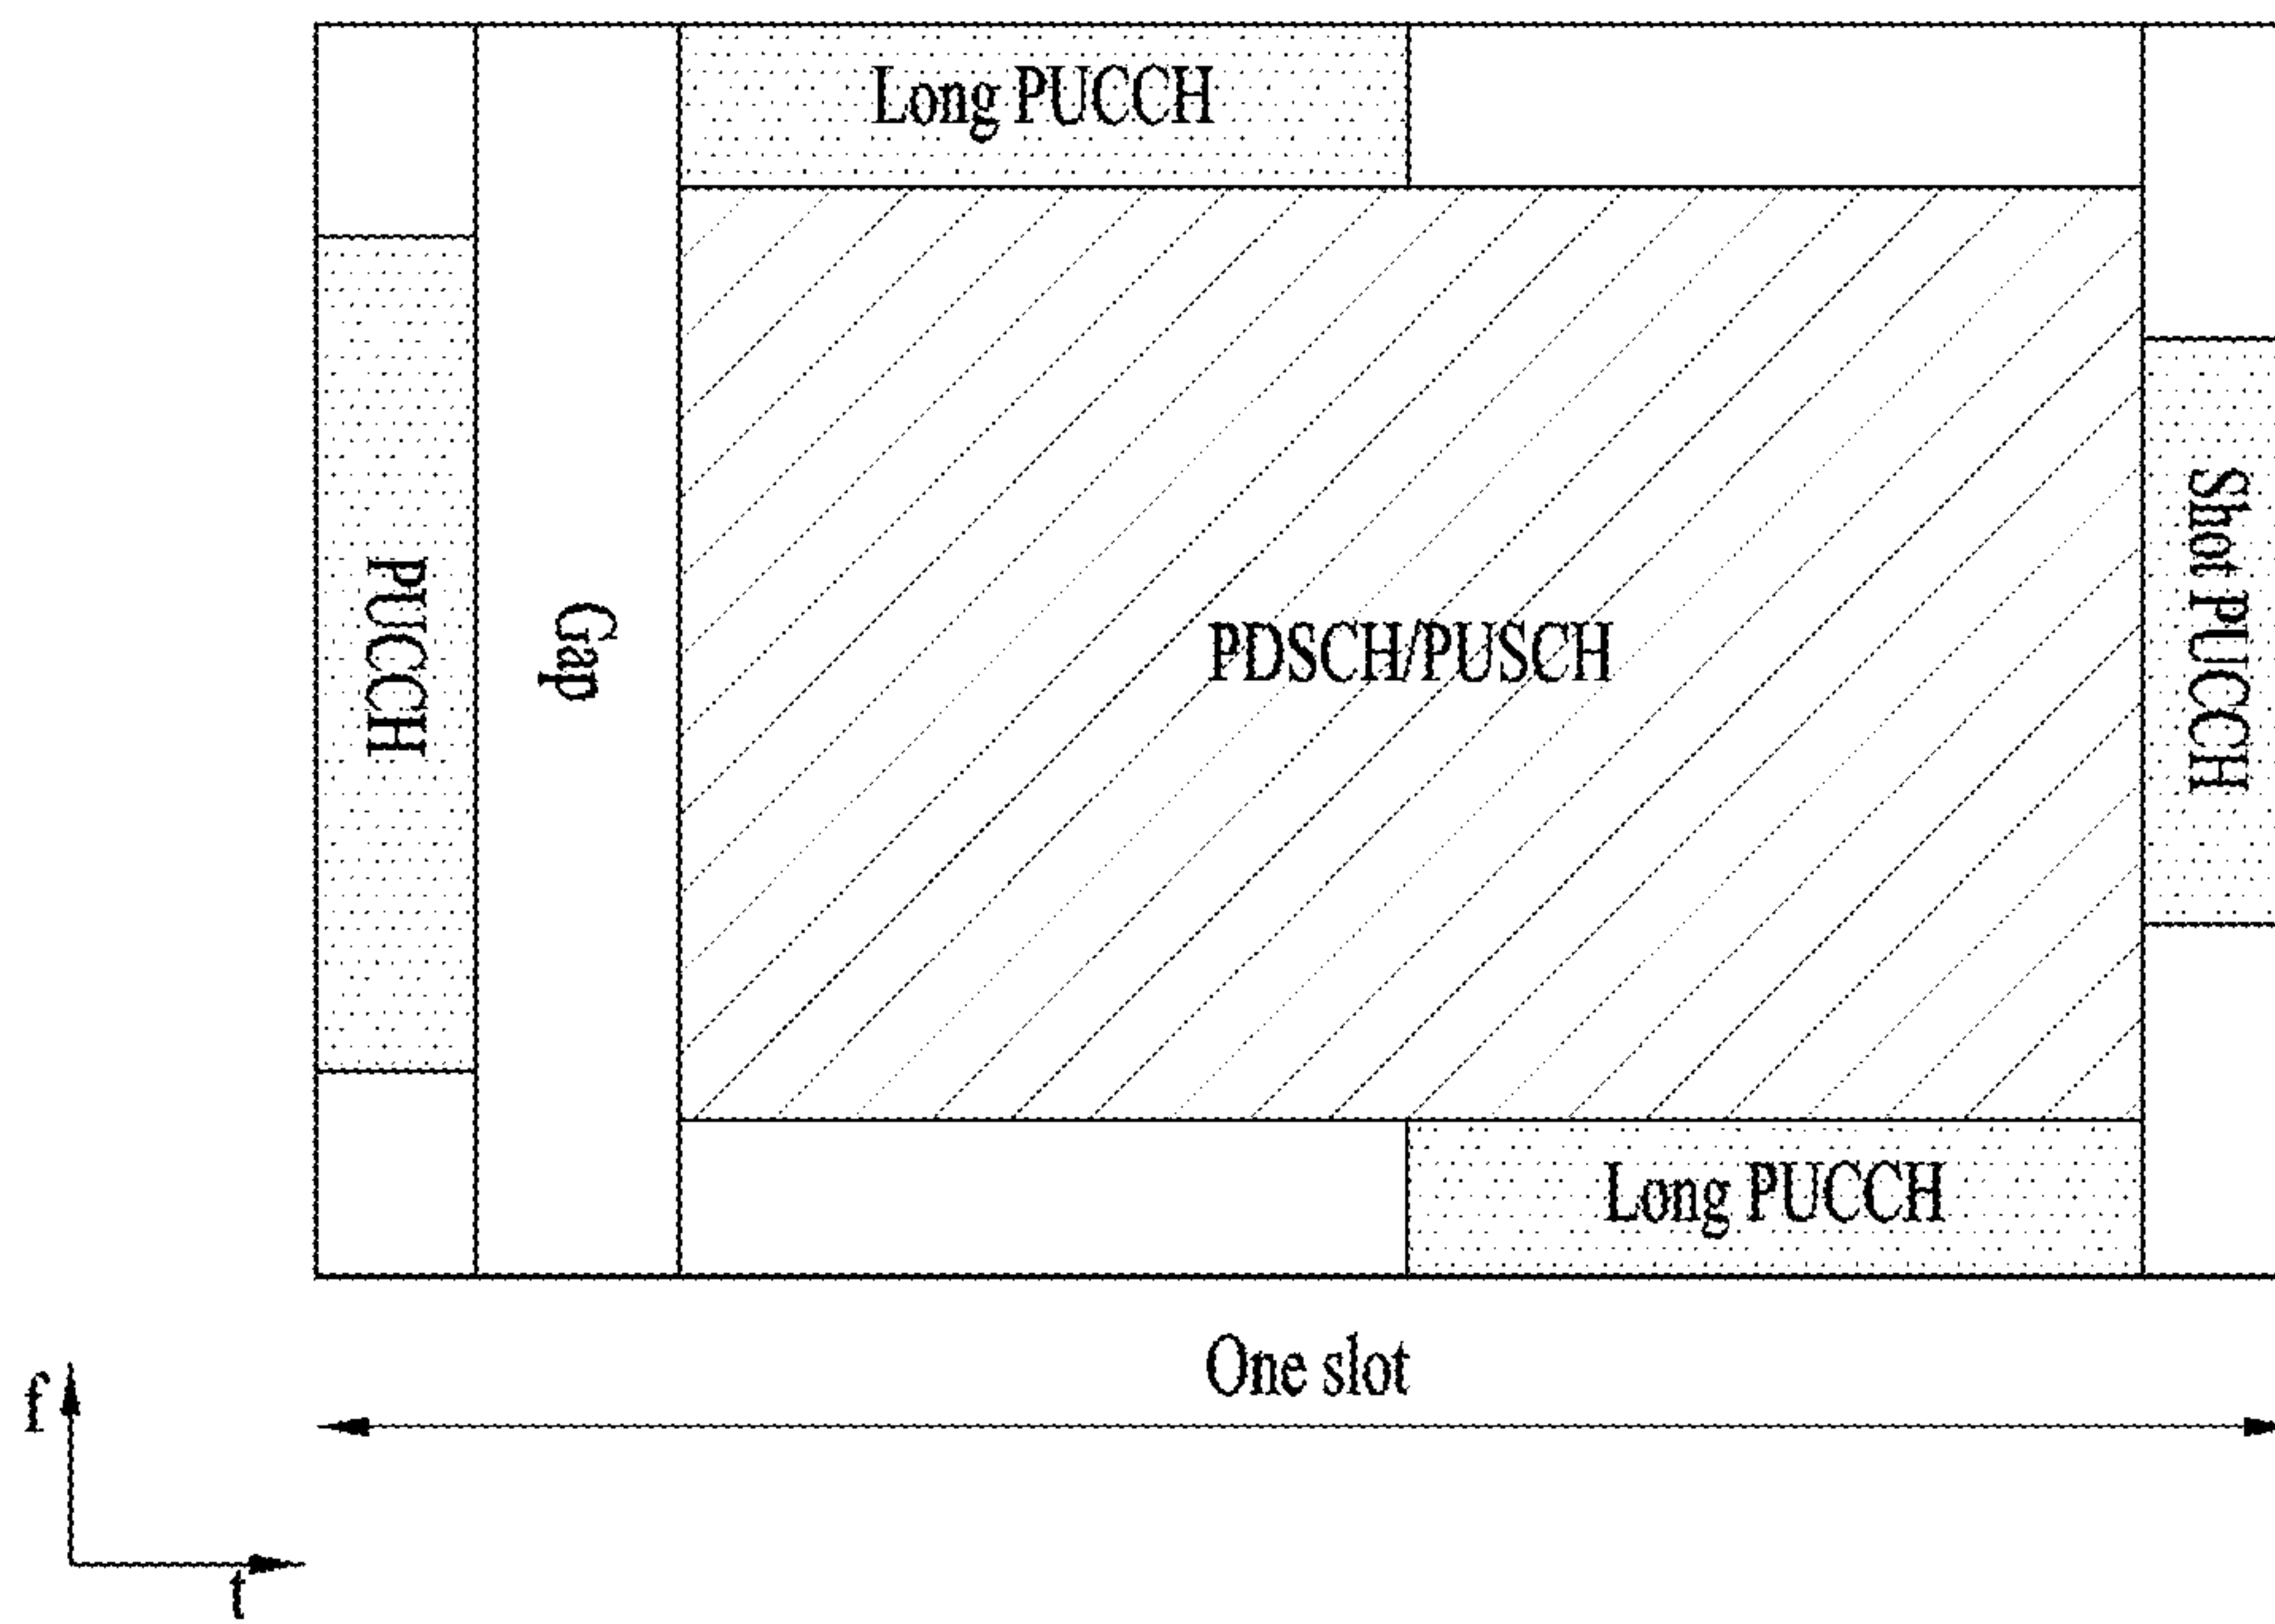 Long PUCCH
PUCCH
Gap
PDSCH/PUSCH
Shot PUCCH
Long PUCCH
One slot
f
t